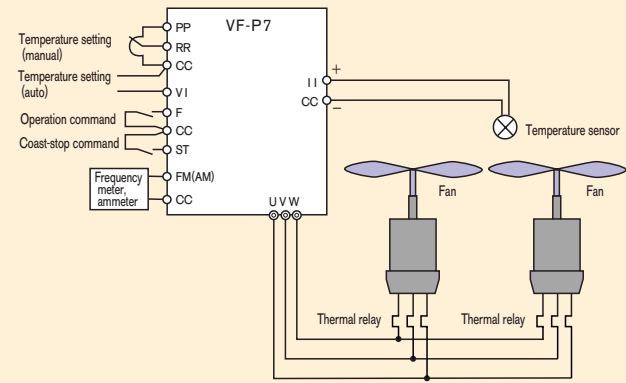 VF-P7
Temperature setting
(manual)
Temperature setting
(auto)
Operation command
Coast-stop command
Frequency
meter,
ammeter
PP
RR
CC
VI
F
CC
ST
FM(AM)
CC
II
+
CC
−
Temperature sensor
Fan
Fan
U V W
Thermal relay
Thermal relay